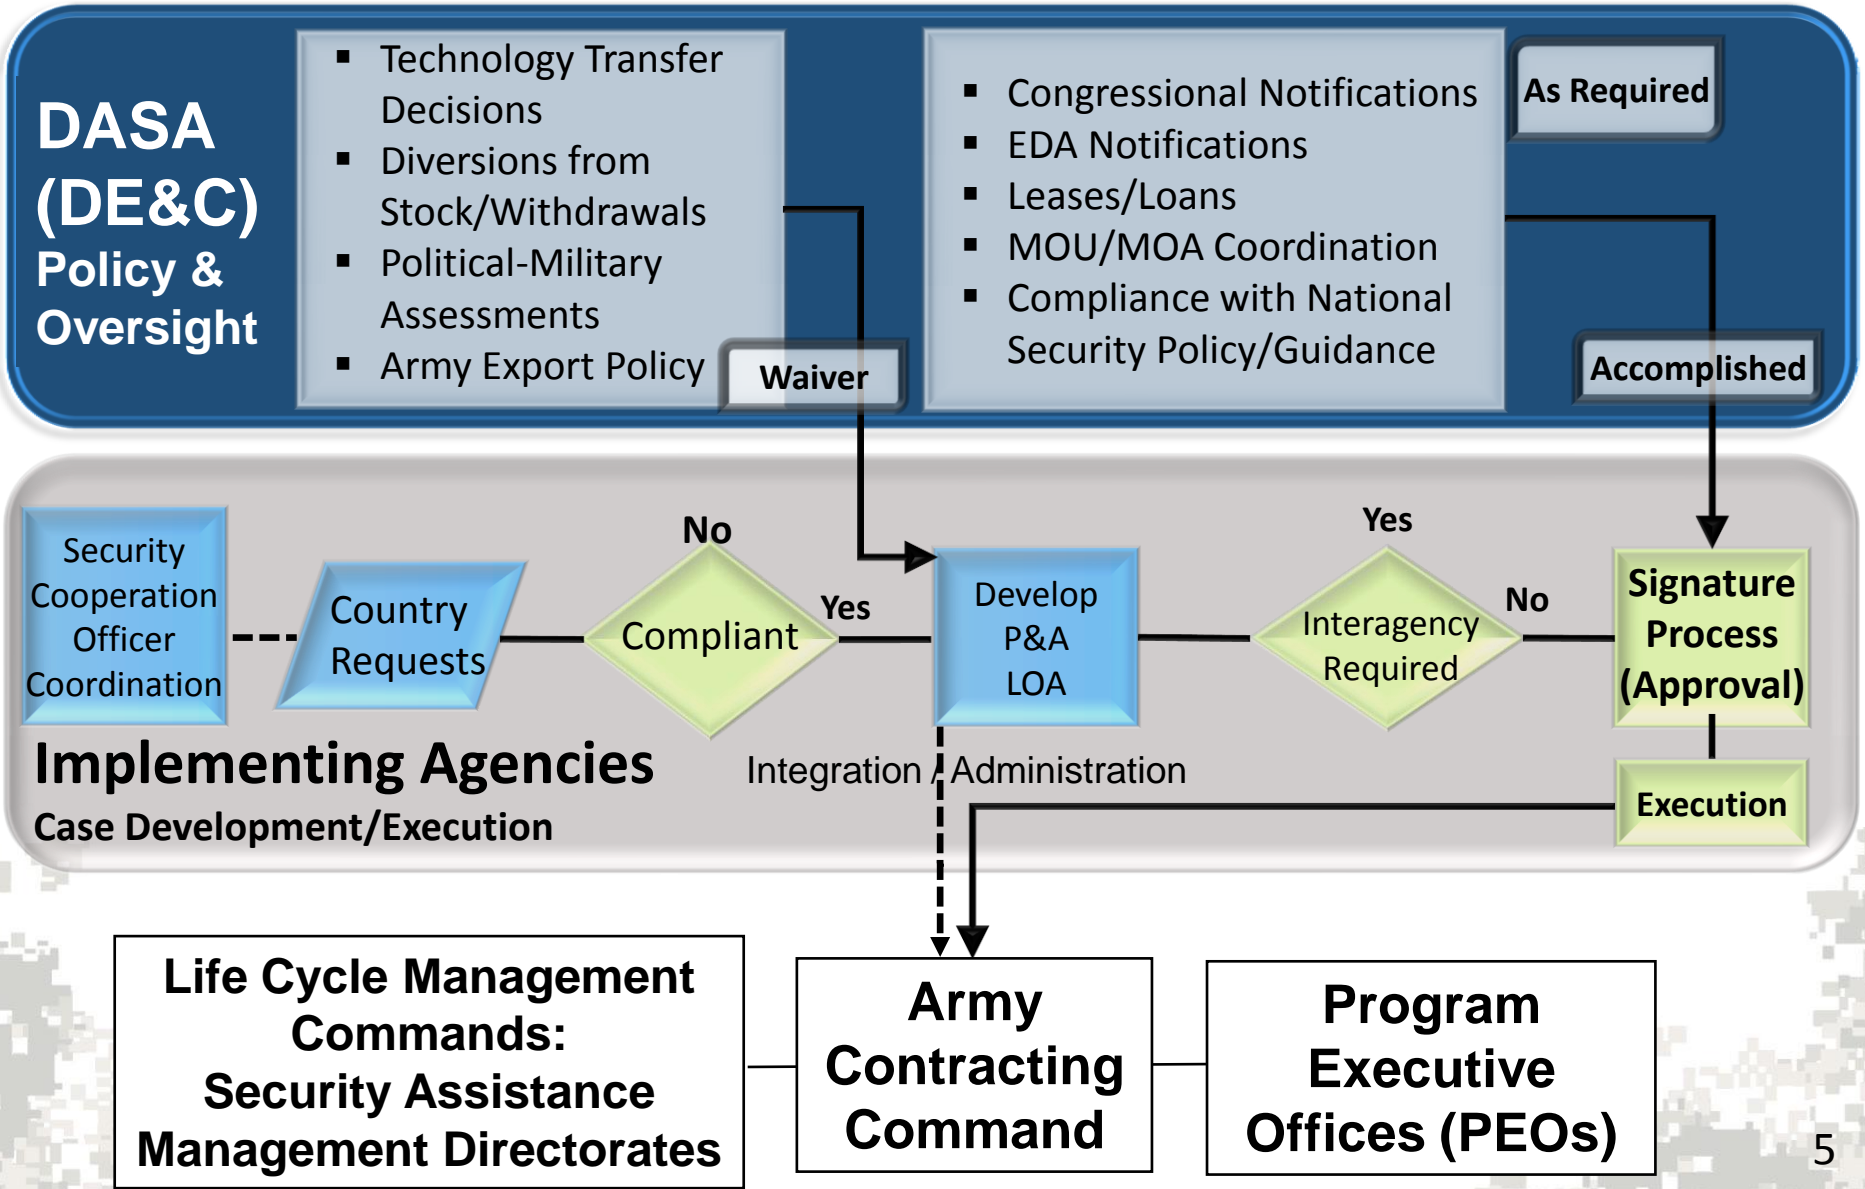 DASA
(DE&C)
Policy &
Oversight
▪ Technology Transfer
Decisions
▪ Diversions from
Stock/Withdrawals
▪ Political-Military
Assessments
▪ Army Export Policy
Waiver
▪ Congressional Notifications
▪ EDA Notifications
▪ Leases/Loans
▪ MOU/MOA Coordination
▪ Compliance with National
Security Policy/Guidance
As Required
Accomplished
Security
Cooperation
Officer
Coordination
Country
Requests
No
Compliant
Yes
Develop
P&A
LOA
Yes
Interagency
Required
No
Signature
Process
(Approval)
Implementing Agencies
Case Development/Execution
Integration / Administration
Execution
Life Cycle Management
Commands:
Security Assistance
Management Directorates
Army
Contracting
Command
Program
Executive
Offices (PEOs)
5